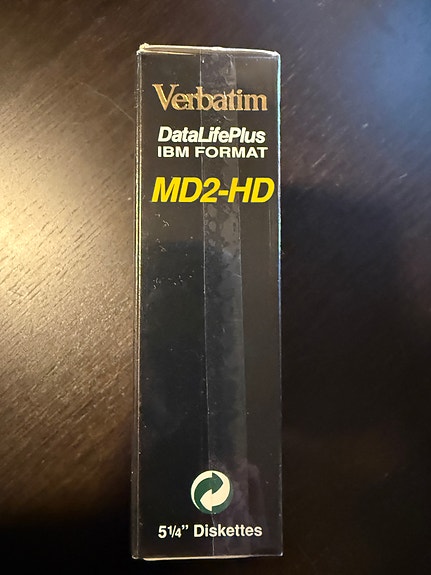 Verbatim
DataLifePlus
IBM FORMAT
MD2-HD
5¼" Diskettes